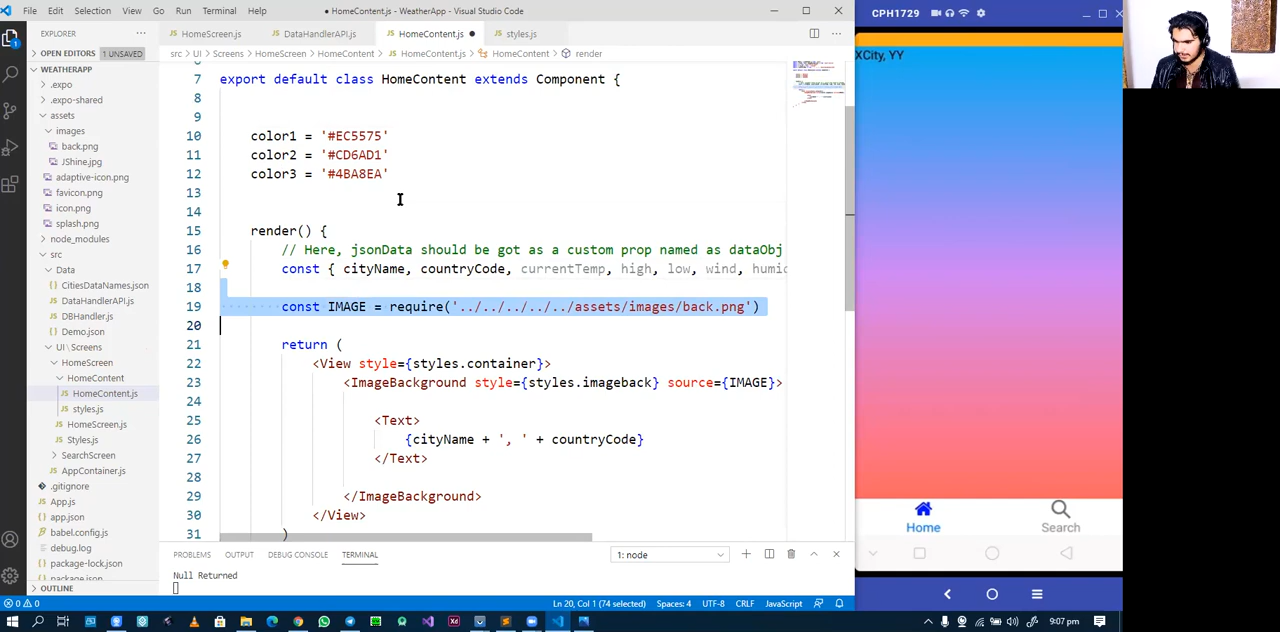 File Edit Selection View Go Run Terminal Help
● HomeContent.js - WeatherApp - Visual Studio Code
CPH1729
EXPLORER
HomeScreen.js DataHandlerAPI.js HomeContent.js ● styles.js
OPEN EDITORS 1 UNSAVED
src > UI > Screens > HomeScreen > HomeContent > HomeContent.js > HomeContent > render
WEATHERAPP
.expo
.expo-shared
assets
images
back.png
JShine.jpg
adaptive-icon.png
favicon.png
icon.png
splash.png
node_modules
src
Data
CitiesDataNames.json
DataHandlerAPI.js
DBHandler.js
Demo.json
UI \ Screens
HomeScreen
HomeContent
HomeContent.js
styles.js
HomeScreen.js
Styles.js
SearchScreen
AppContainer.js
.gitignore
App.js
app.json
babel.config.js
debug.log
package-lock.json
package.json
OUTLINE
7 export default class HomeContent extends Component {
8
9
10 color1 = '#EC5575'
11 color2 = '#CD6AD1'
12 color3 = '#4BA8EA'
13
14
15 render() {
16 // Here, jsonData should be got as a custom prop named as dataObj
17 const { cityName, countryCode, currentTemp, high, low, wind, humid
18
19 const IMAGE = require('../../../../../assets/images/back.png')
20
21 return (
22 <View style={styles.container}>
23 <ImageBackground style={styles.imageback} source={IMAGE}>
24
25 <Text>
26 {cityName + ', ' + countryCode}
27 </Text>
28
29 </ImageBackground>
30 </View>
31 )
PROBLEMS OUTPUT DEBUG CONSOLE TERMINAL
1: node
Null Returned
0 0
Ln 20, Col 1 (74 selected) Spaces: 4 UTF-8 CRLF JavaScript
XCity, YY
Home Search
9:07 pm